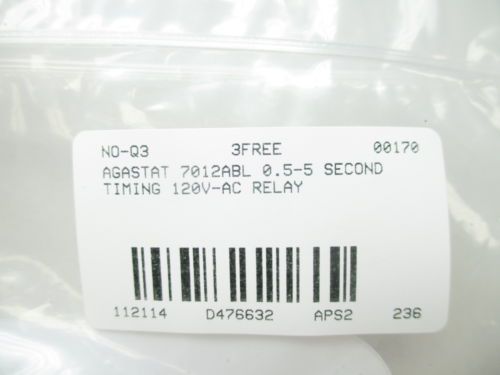 NO-Q3 3FREE 00170
AGASTAT 7012ABL 0.5-5 SECOND
TIMING 120V-AC RELAY
112114 D476632 APS2 236